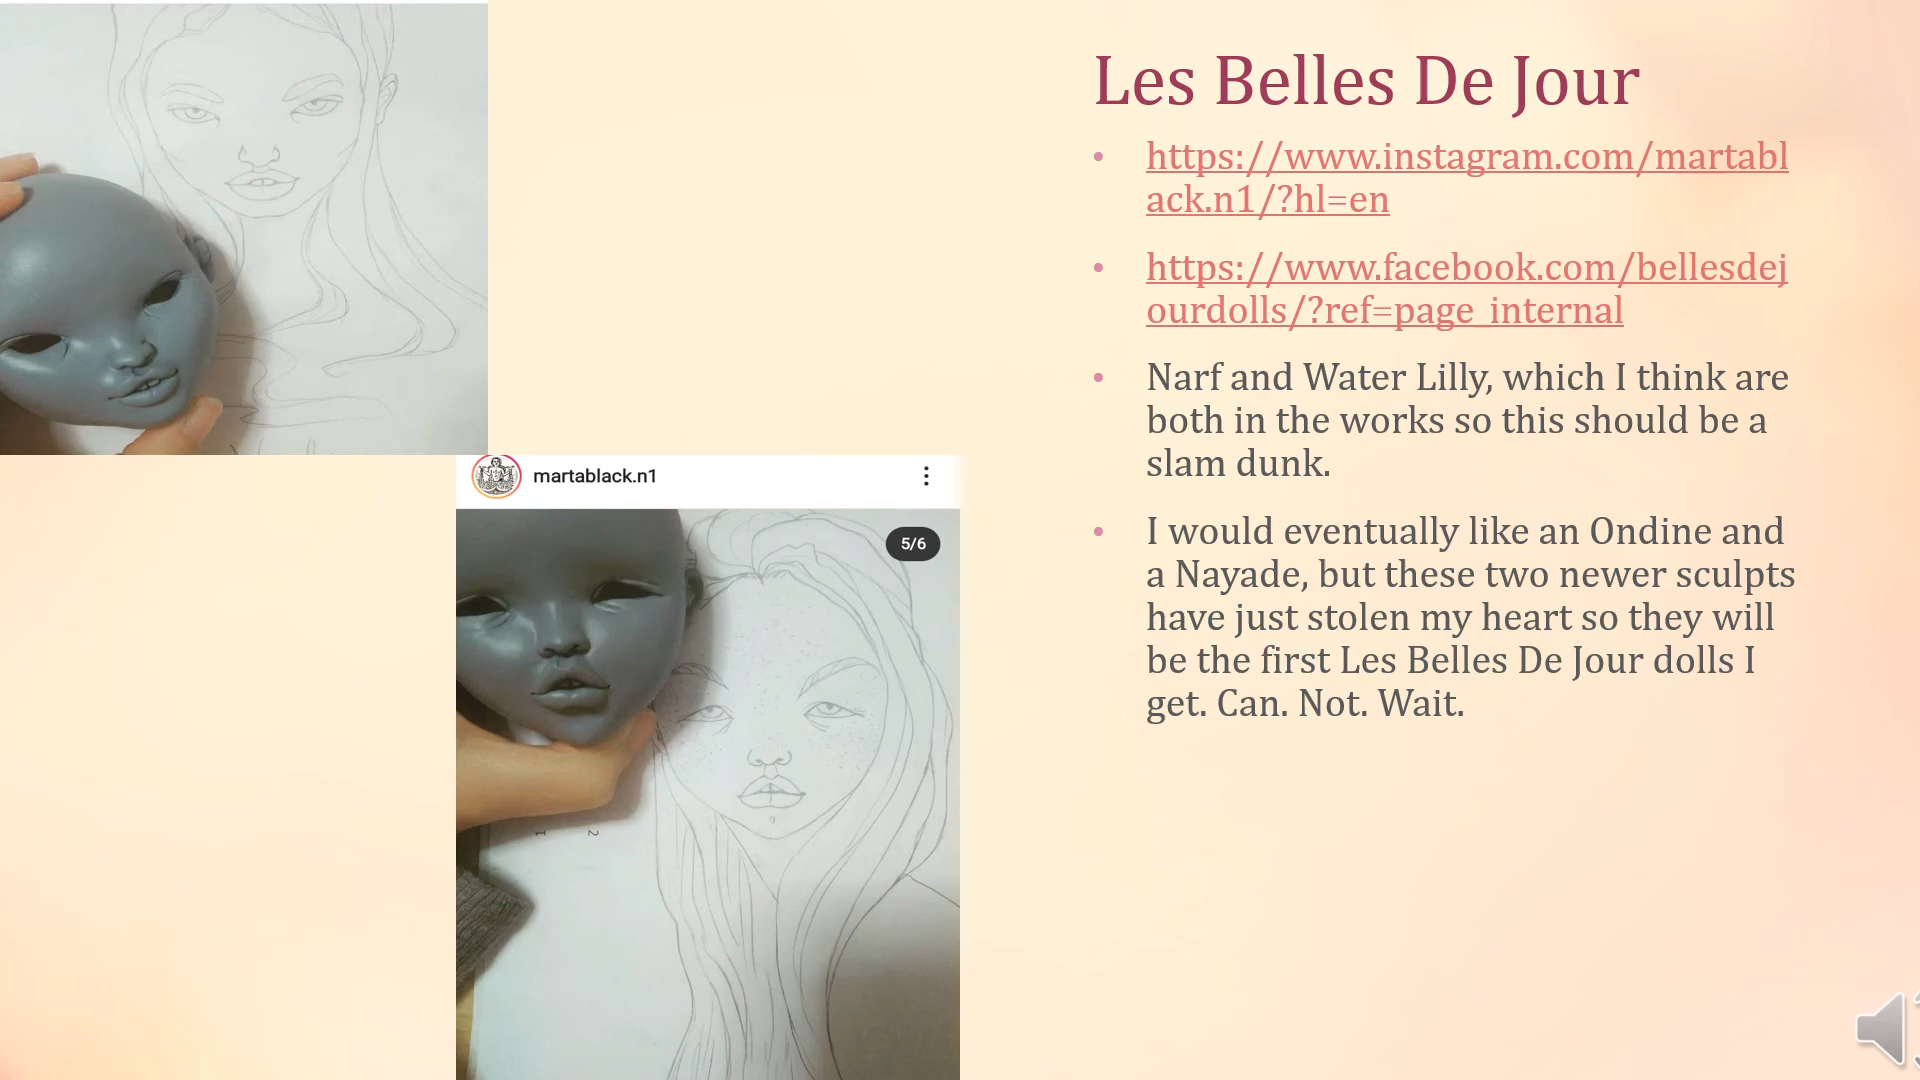 Les Belles De Jour
https://www.instagram.com/martabl
ack.n1/?hl=en
https://www.facebook.com/bellesdej
ourdolls/?ref=page_internal
Narf and Water Lilly, which I think are
both in the works so this should be a
slam dunk.
I would eventually like an Ondine and
a Nayade, but these two newer sculpts
have just stolen my heart so they will
be the first Les Belles De Jour dolls I
get. Can. Not. Wait.
martablack.n1
5/6
1 2